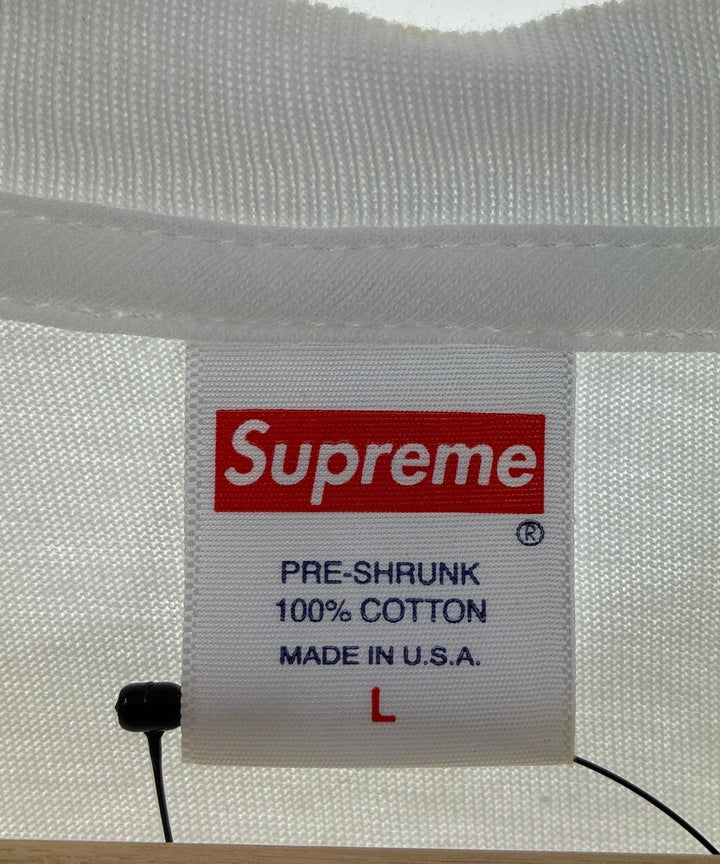 Supreme
®
PRE-SHRUNK
100% COTTON
MADE IN U.S.A.
L